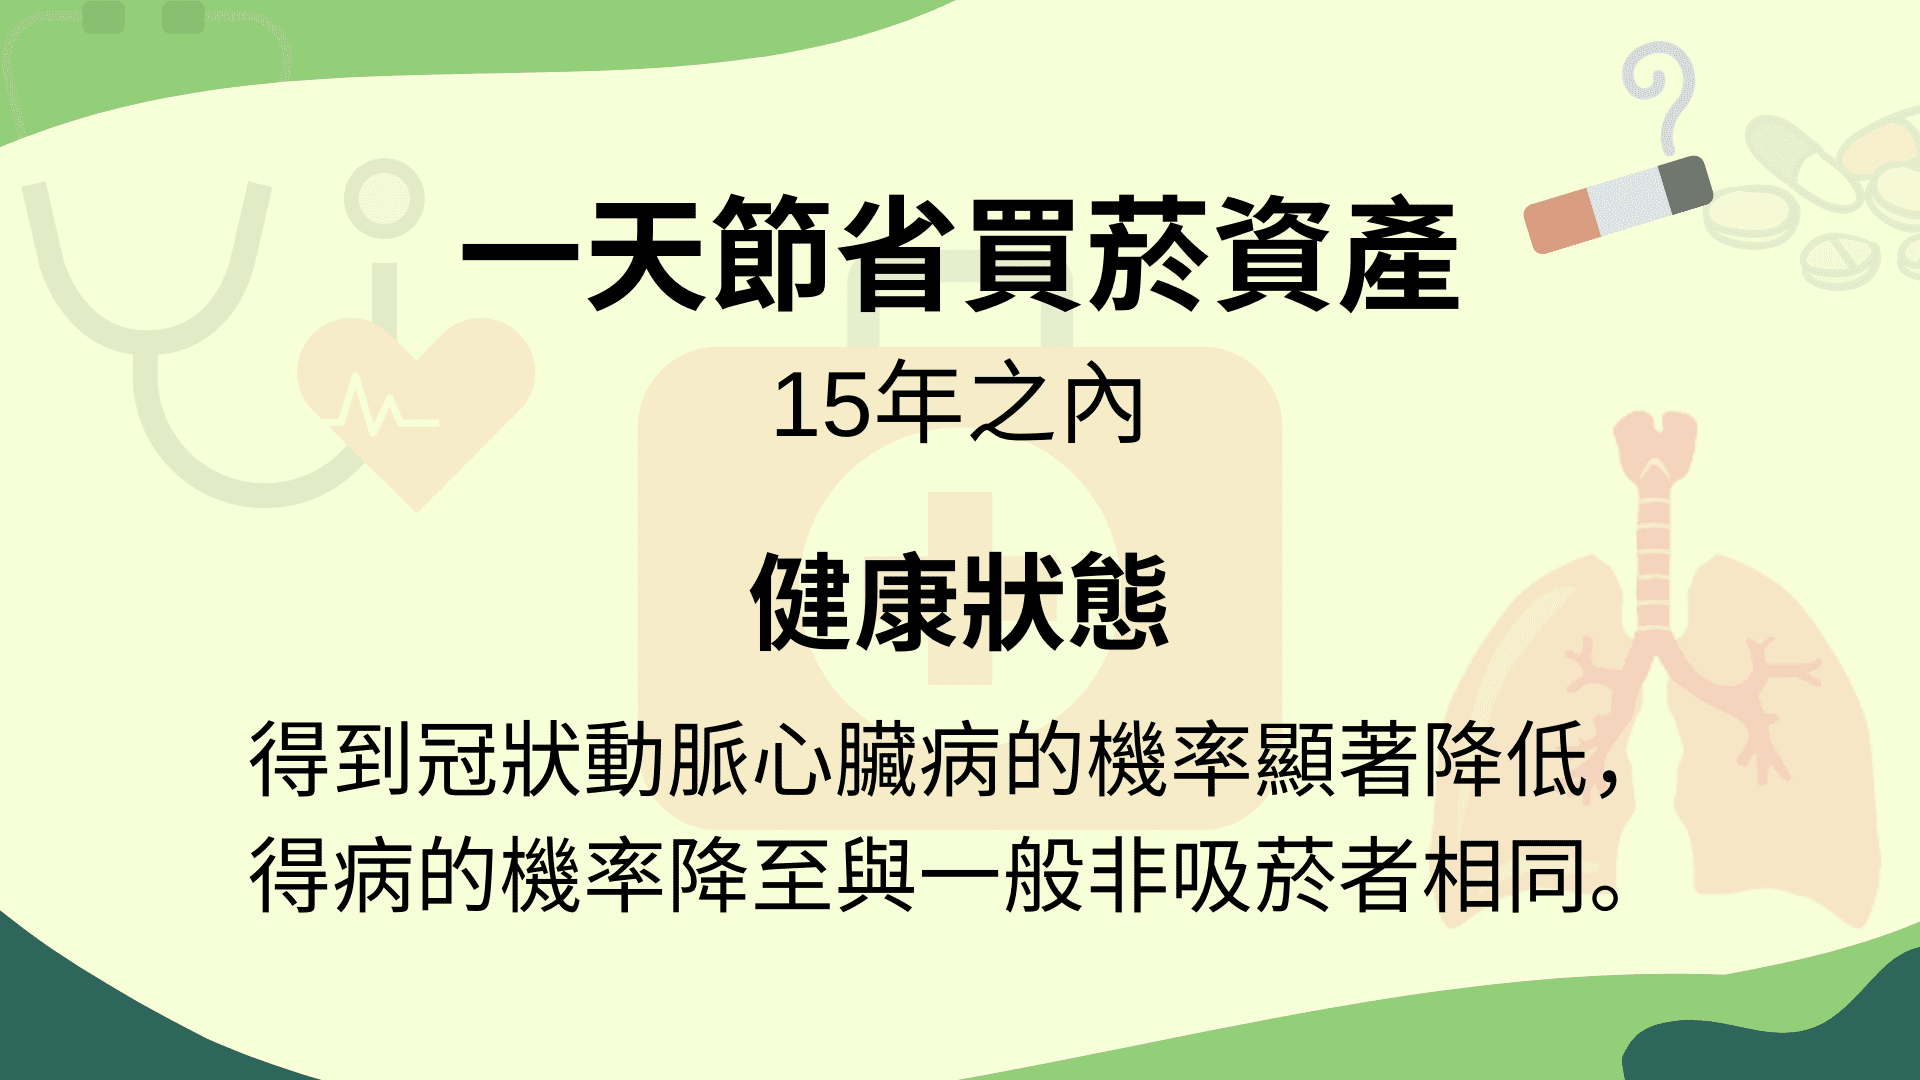 一天節省買菸資產
15年之內
健康狀態
得到冠狀動脈心臟病的機率顯著降低，
得病的機率降至與一般非吸菸者相同。